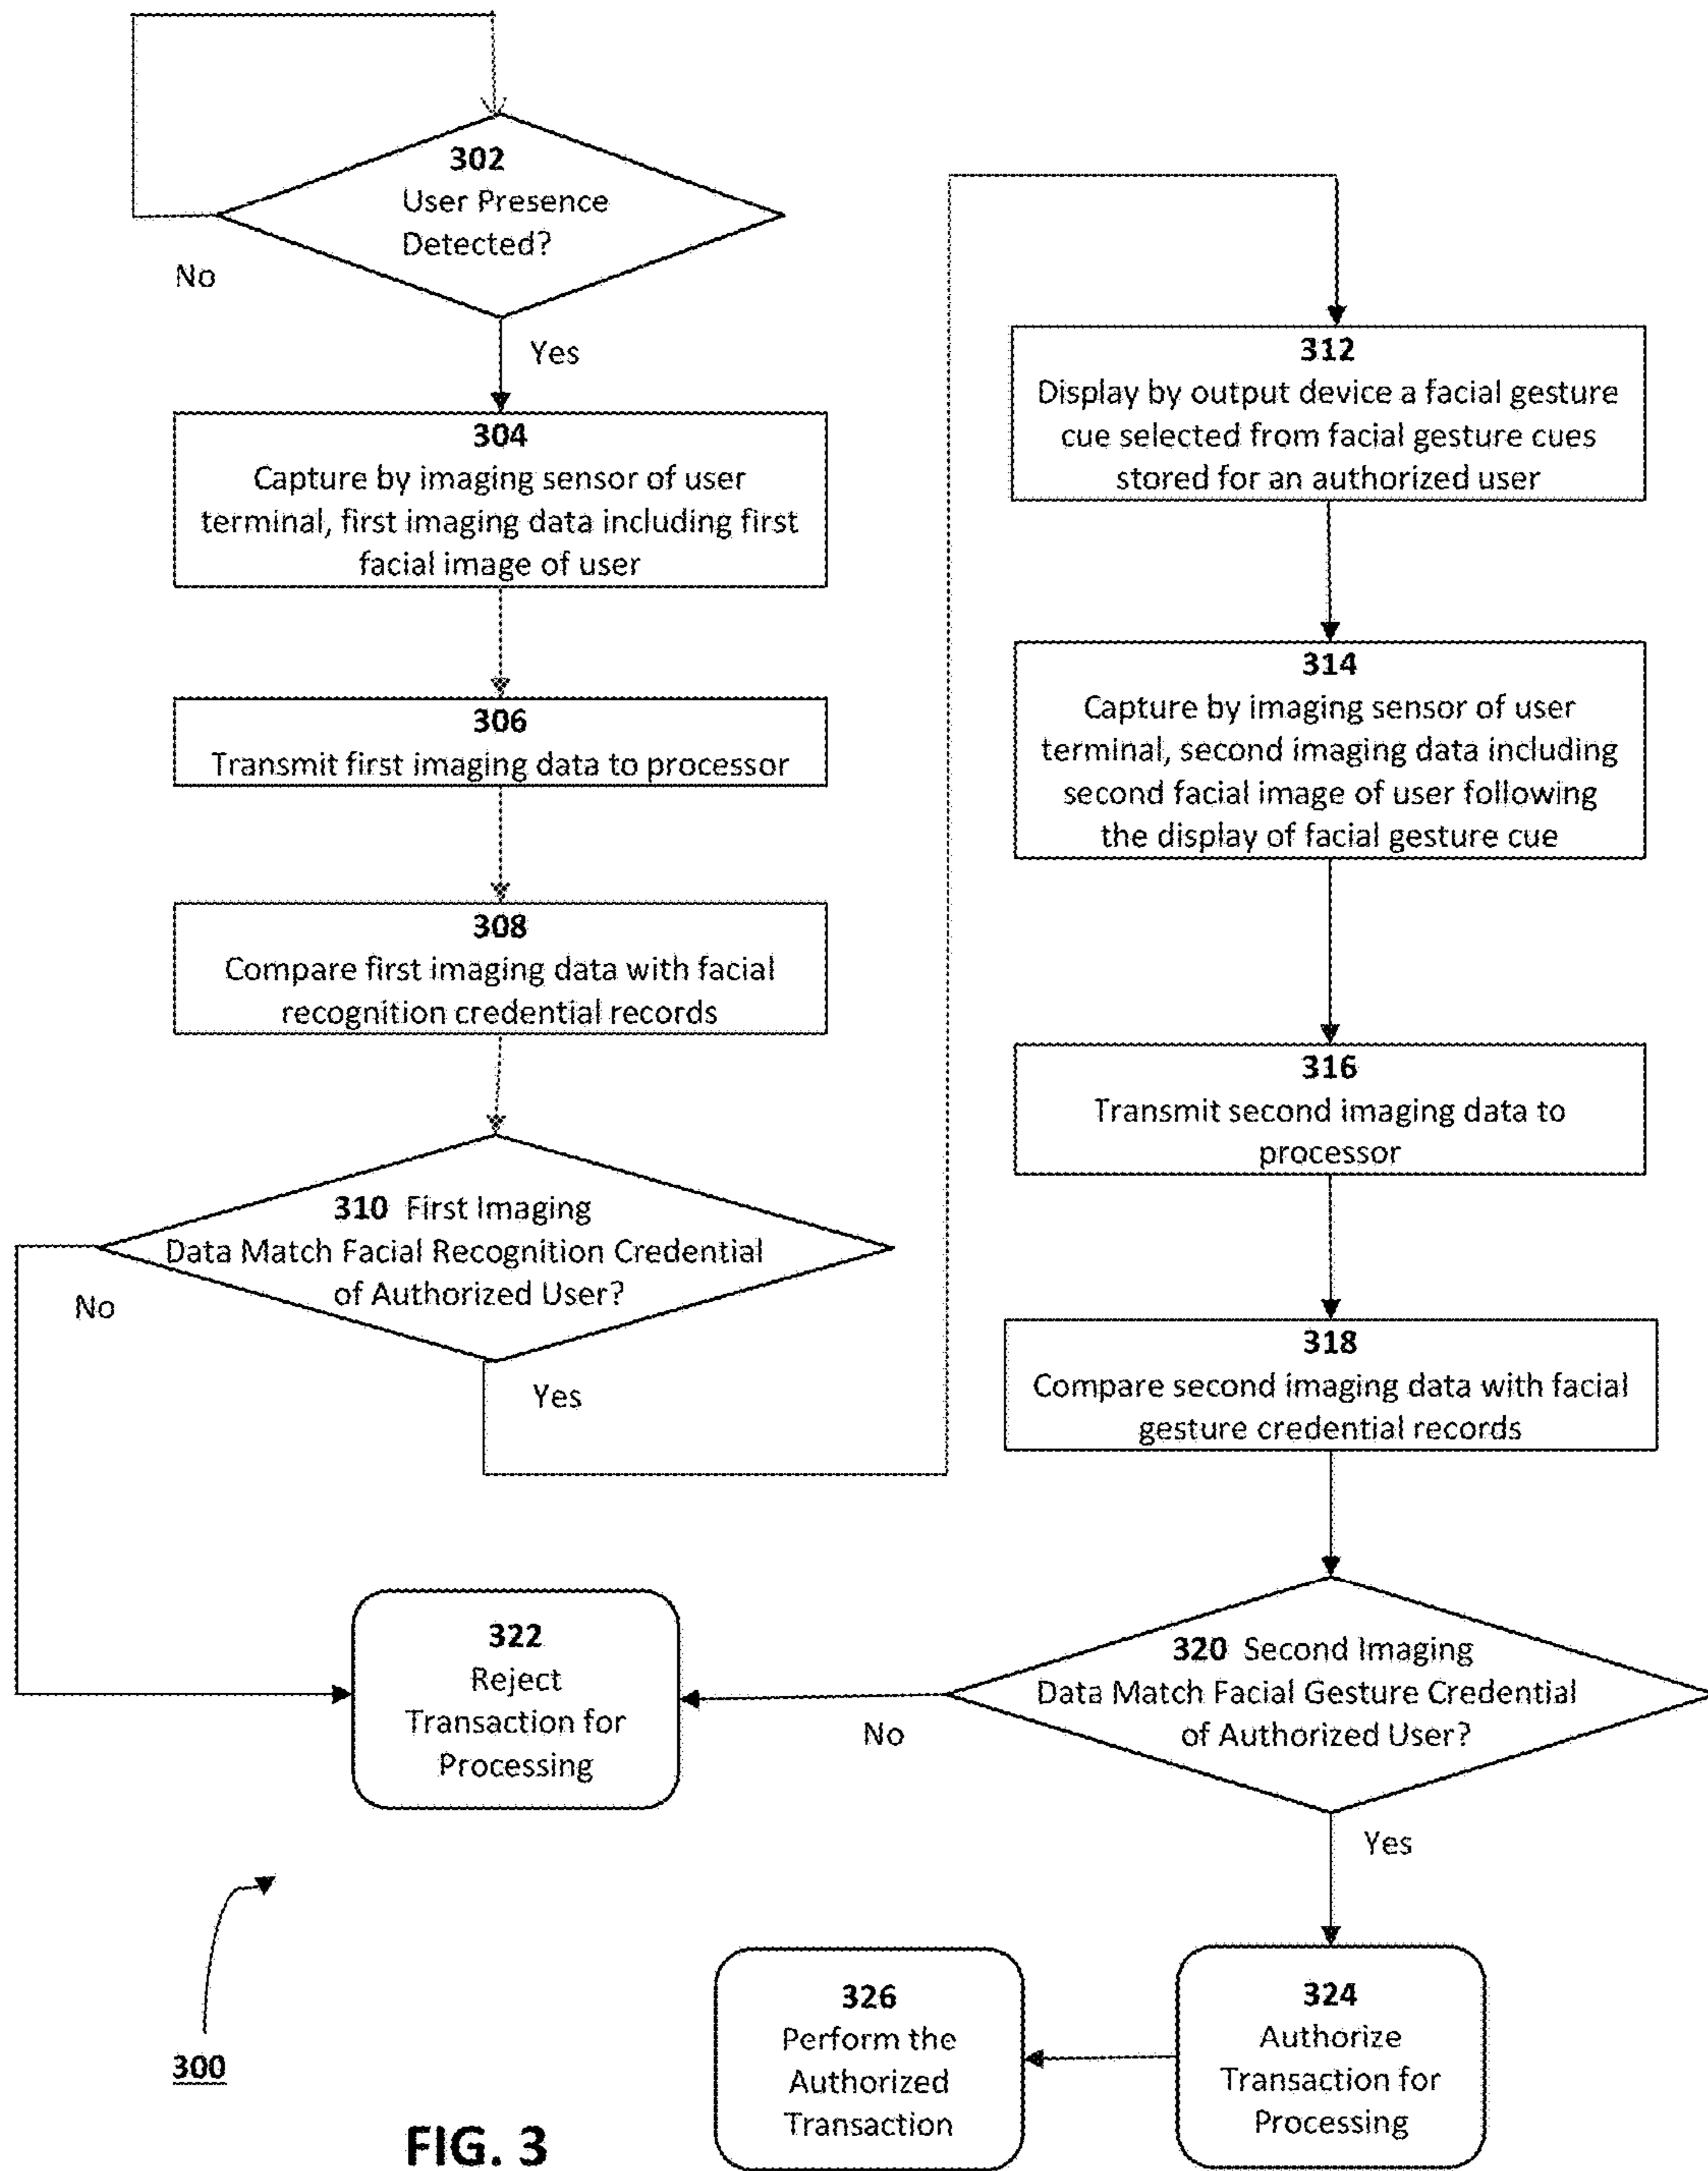 302
User Presence
Detected?
No
Yes
304
Capture by imaging sensor of user
terminal, first imaging data including first
facial image of user
306
Transmit first imaging data to processor
308
Compare first imaging data with facial
recognition credential records
310 First Imaging
Data Match Facial Recognition Credential
of Authorized User?
No
Yes
312
Display by output device a facial gesture
cue selected from facial gesture cues
stored for an authorized user
314
Capture by imaging sensor of user
terminal, second imaging data including
second facial image of user following
the display of facial gesture cue
316
Transmit second imaging data to
processor
318
Compare second imaging data with facial
gesture credential records
320 Second Imaging
Data Match Facial Gesture Credential
of Authorized User?
No
Yes
322
Reject
Transaction for
Processing
324
Authorize
Transaction for
Processing
326
Perform the
Authorized
Transaction
300
FIG. 3